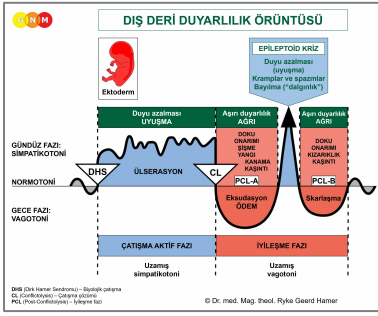 GNM
DIŞ DERİ DUYARLILIK ÖRÜNTÜSÜ
EPİLEPTOİD KRİZ
Duyu azalması
(uyuşma)
Kramplar ve spazmlar
Bayılma ("dalgınlık")
Ektoderm
Duyu azalması
UYUŞMA
Aşırı duyarlılık
AĞRI
Aşırı duyarlılık
AĞRI
GÜNDÜZ FAZI:
SİMPATİKOTONİ
DOKU
ONARIMI
ŞİŞME
YANGI
KANAMA
KAŞINTI
DOKU
ONARIMI
KIZARIKLIK
KAŞINTI
DHS
ÜLSERASYON
CL
NORMOTONİ
PCL-A
PCL-B
GECE FAZI:
VAGOTONİ
Eksudasyon
ÖDEM
Skarlaşma
ÇATIŞMA AKTİF FAZI
İYİLEŞME FAZI
Uzamış
simpatikotoni
Uzamış
vagotoni
DHS (Dirk Hamer Sendromu) – Biyolojik çatışma
CL (Conflictolysis) – Çatışma çözümü
PCL (Post-Conflictolysis) – İyileşme fazı
© Dr. med. Mag. theol. Ryke Geerd Hamer